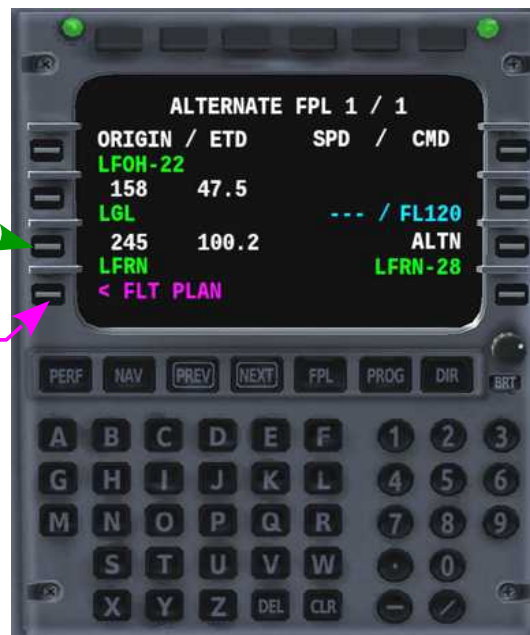 ALTERNATE FPL 1 / 1
ORIGIN / ETD SPD / CMD
LFOH-22
158 47.5
LGL --- / FL120
245 100.2 ALTN
LFRN LFRN-28
< FLT PLAN
PERF NAV PREV NEXT FPL PROG DIR BRT
A B C D E F 1 2 3
G H I J K L 4 5 6
M N O P Q R 7 8 9
S T U V W · 0
X Y Z DEL CLR − /